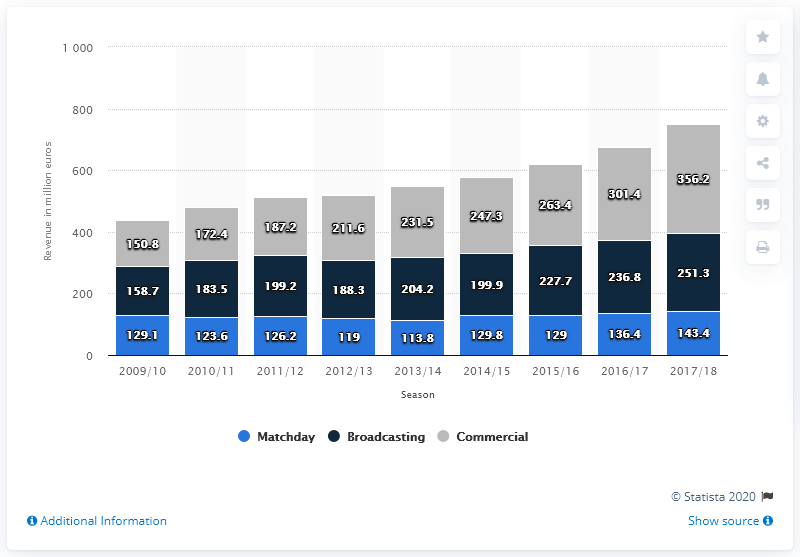 1 000
800
600
400
200
0
Revenue in million euros
150.8 172.4 187.2 211.6 231.5 247.3 263.4 301.4 356.2
158.7 183.5 199.2 188.3 204.2 199.9 227.7 236.8 251.3
129.1 123.6 126.2 119 113.8 129.8 129 136.4 143.4
2009/10 2010/11 2011/12 2012/13 2013/14 2014/15 2015/16 2016/17 2017/18
Season
Matchday Broadcasting Commercial
© Statista 2020
Additional Information Show source